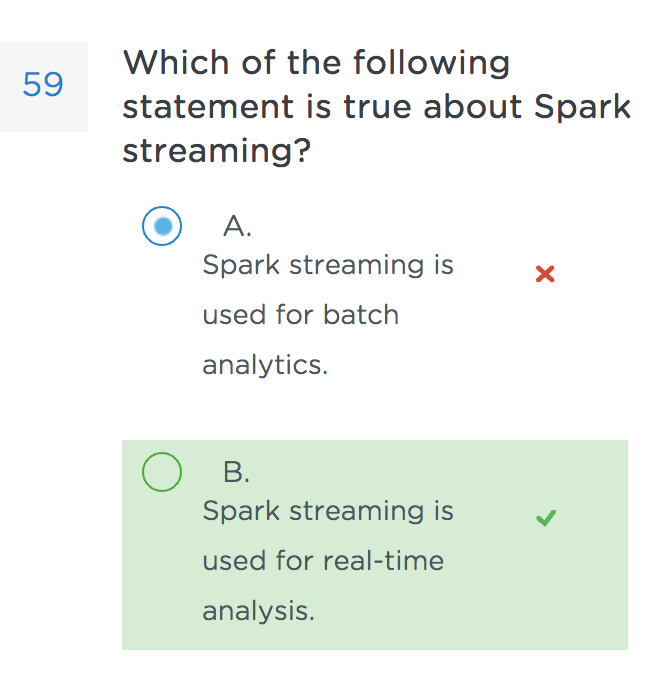 59
Which of the following
statement is true about Spark
streaming?
A.
Spark streaming is
used for batch
analytics.
B.
Spark streaming is
used for real-time
analysis.